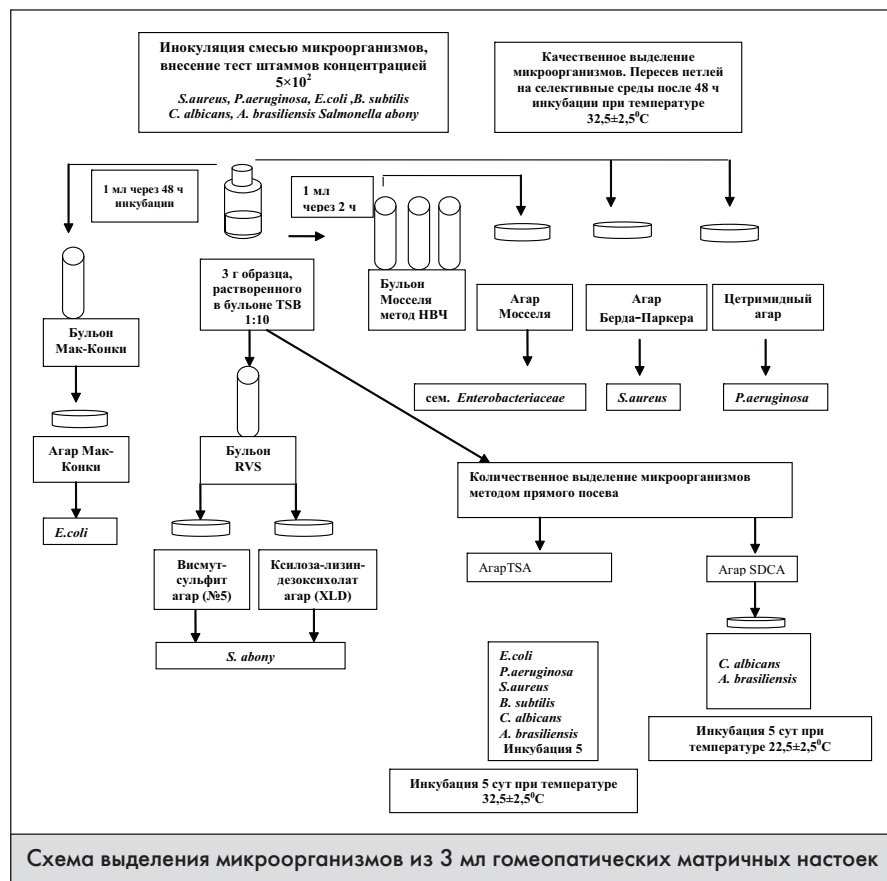 Инокуляция смесью микроорганизмов,
внесение тест штаммов концентрацией
5×10²
S.aureus, P.aeruginosa, E.coli ,B. subtilis
C. albicans, A. brasiliensis Salmonella abony
Качественное выделение
микроорганизмов. Пересев петлей
на селективные среды после 48 ч
инкубации при температуре
32,5±2,5⁰С
1 мл через 48 ч
инкубации
1 мл
через 2 ч
3 г образца,
растворенного
в бульоне TSB
1:10
Бульон
Мосселя
метод НВЧ
Агар
Мосселя
Агар
Берда-Паркера
Цетримидный
агар
Бульон
Мак-Конки
сем. Enterobacteriaceae
S.aureus
P.aeruginosa
Агар Мак-
Конки
Бульон
RVS
Количественное выделение микроорганизмов
методом прямого посева
E.coli
Висмут-
сульфит
агар (№5)
Ксилоза-лизин-
дезоксихолат
агар (XLD)
АгарTSA
Агар SDCA
S. abony
E.coli
P.aeruginosa
S.aureus
B. subtilis
C. albicans
A. brasiliensis
Инкубация 5
C. albicans
A. brasiliensis
Инкубация 5 сут при
температуре 22,5±2,5⁰С
Инкубация 5 сут при температуре
32,5±2,5⁰С
Схема выделения микроорганизмов из 3 мл гомеопатических матричных настоек